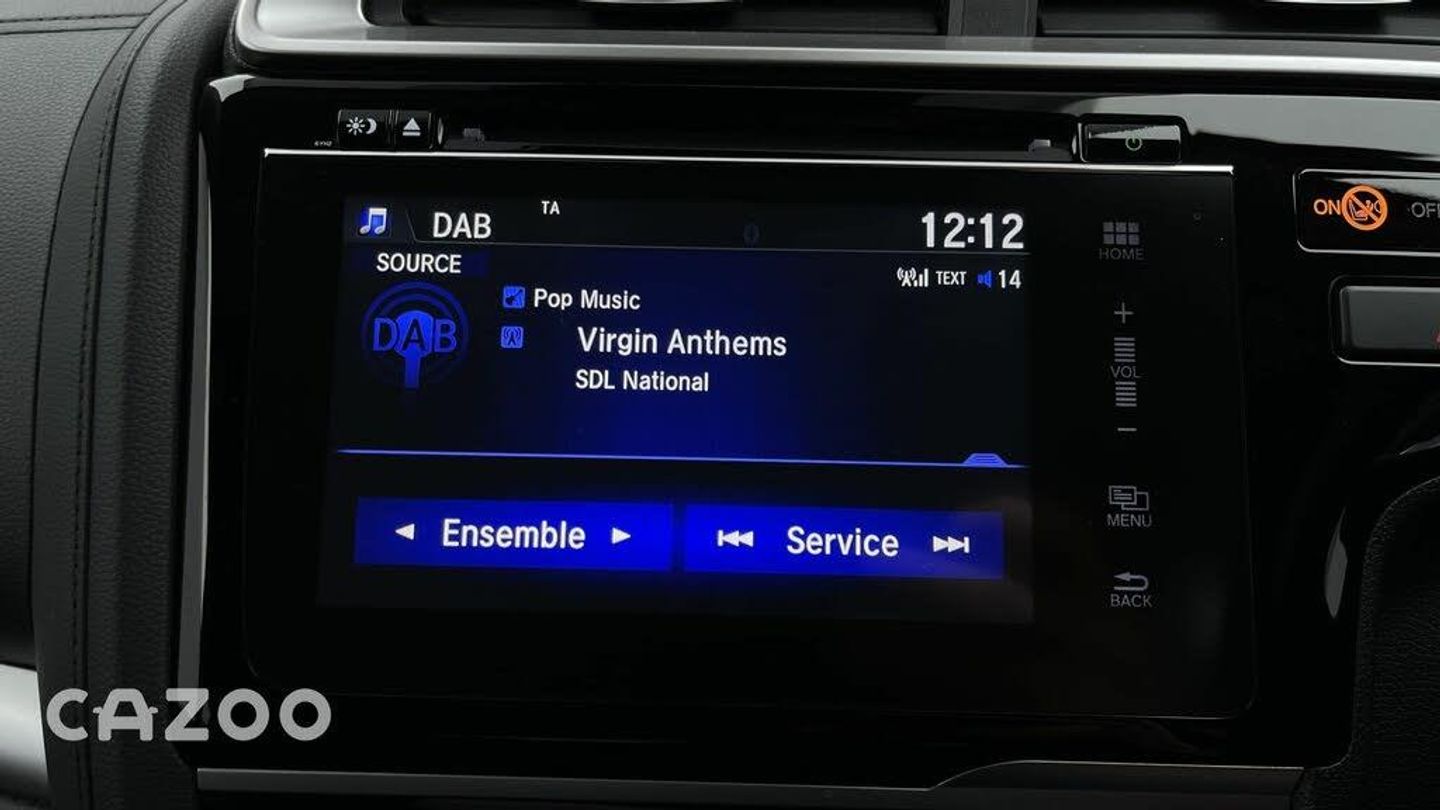 DAB
TA
12:12
SOURCE
TEXT
14
DAB
Pop Music
Virgin Anthems
SDL National
Ensemble
Service
HOME
+
VOL
−
MENU
BACK
ON
OFF
CAZOO